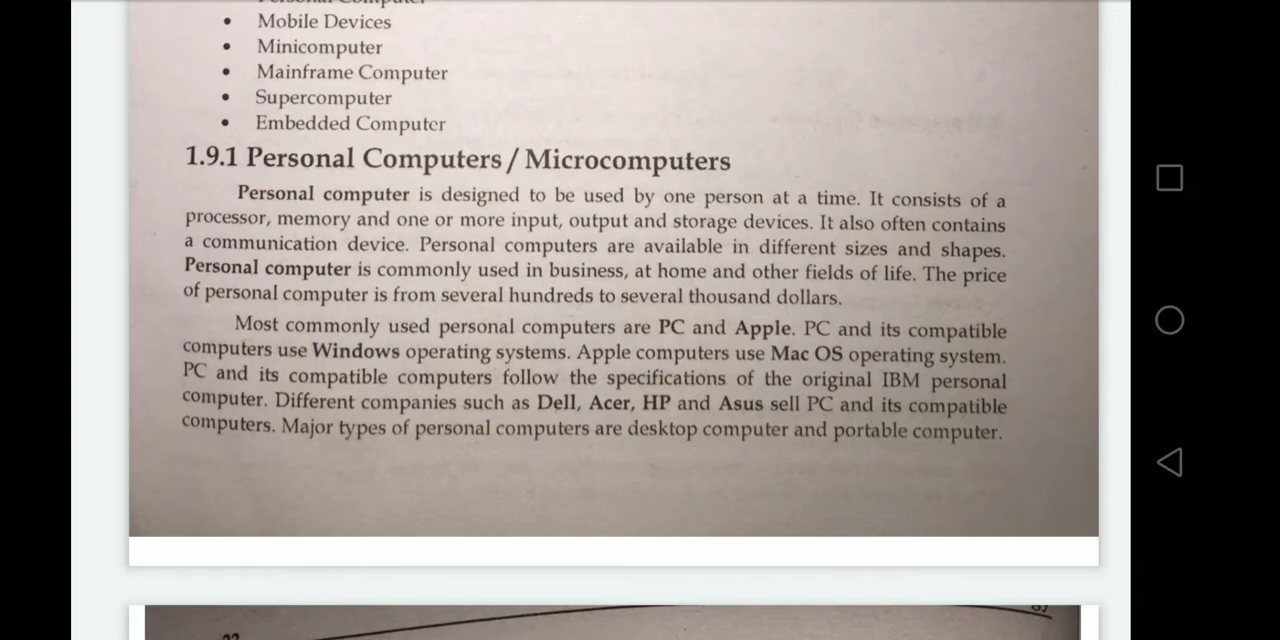 Personal Computer
• Mobile Devices
• Minicomputer
• Mainframe Computer
• Supercomputer
• Embedded Computer
1.9.1 Personal Computers / Microcomputers
Personal computer is designed to be used by one person at a time. It consists of a
processor, memory and one or more input, output and storage devices. It also often contains
a communication device. Personal computers are available in different sizes and shapes.
Personal computer is commonly used in business, at home and other fields of life. The price
of personal computer is from several hundreds to several thousand dollars.
Most commonly used personal computers are PC and Apple. PC and its compatible
computers use Windows operating systems. Apple computers use Mac OS operating system.
PC and its compatible computers follow the specifications of the original IBM personal
computer. Different companies such as Dell, Acer, HP and Asus sell PC and its compatible
computers. Major types of personal computers are desktop computer and portable computer.